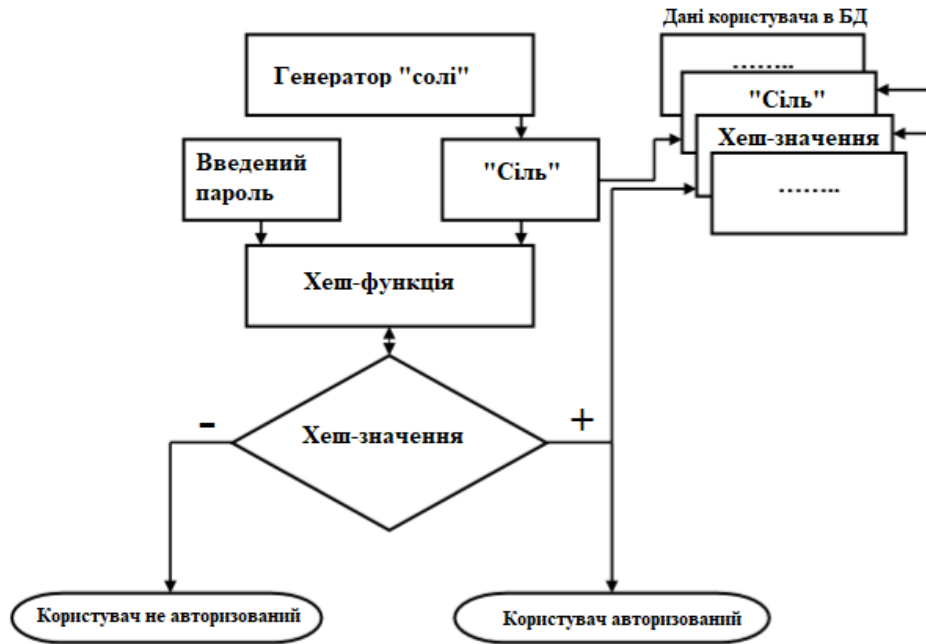 Дані користувача в БД
Генератор "солі"
........
"Сіль"
Хеш-значення
........
Введений
пароль
"Сіль"
Хеш-функція
-
+
Хеш-значення
Користувач не авторизований
Користувач авторизований